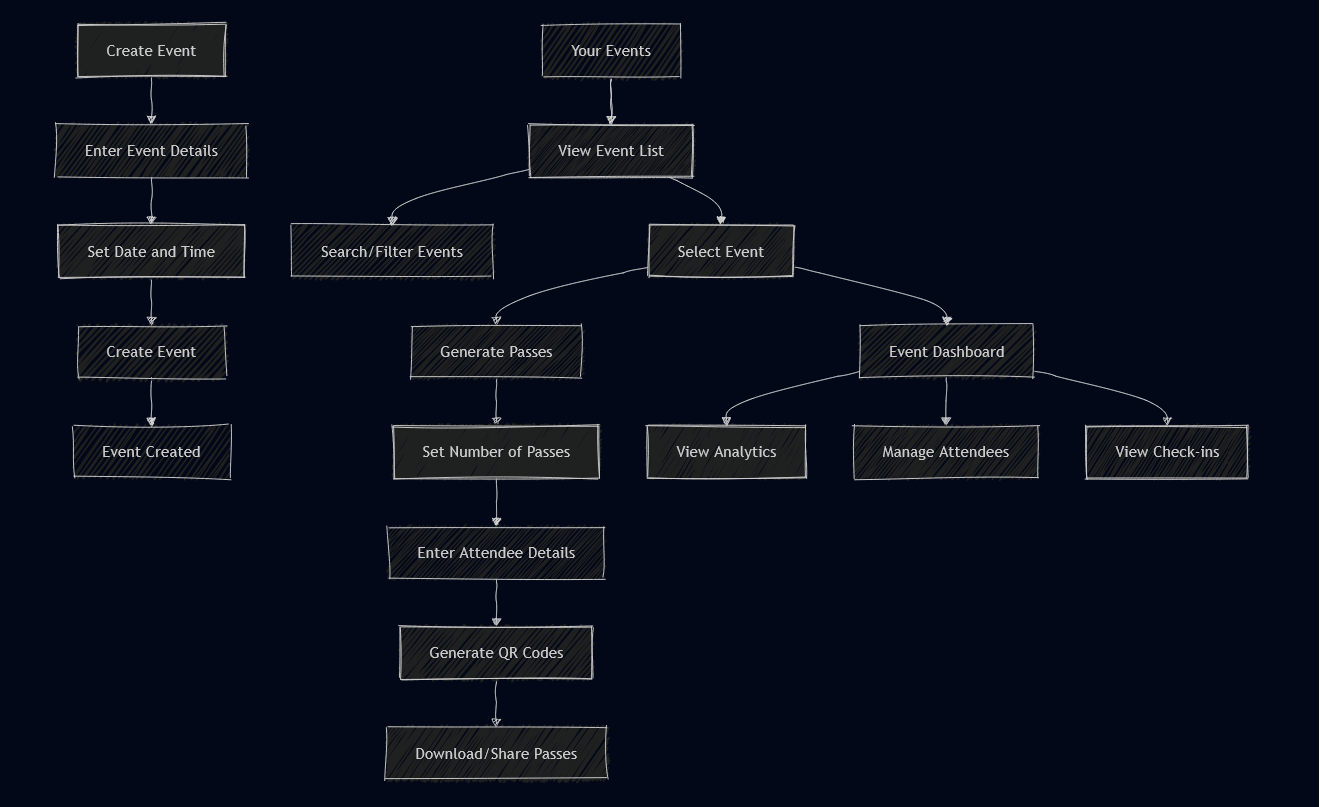 Create Event
Your Events
Enter Event Details
View Event List
Set Date and Time
Search/Filter Events
Select Event
Create Event
Generate Passes
Event Dashboard
Event Created
Set Number of Passes
View Analytics
Manage Attendees
View Check-ins
Enter Attendee Details
Generate QR Codes
Download/Share Passes